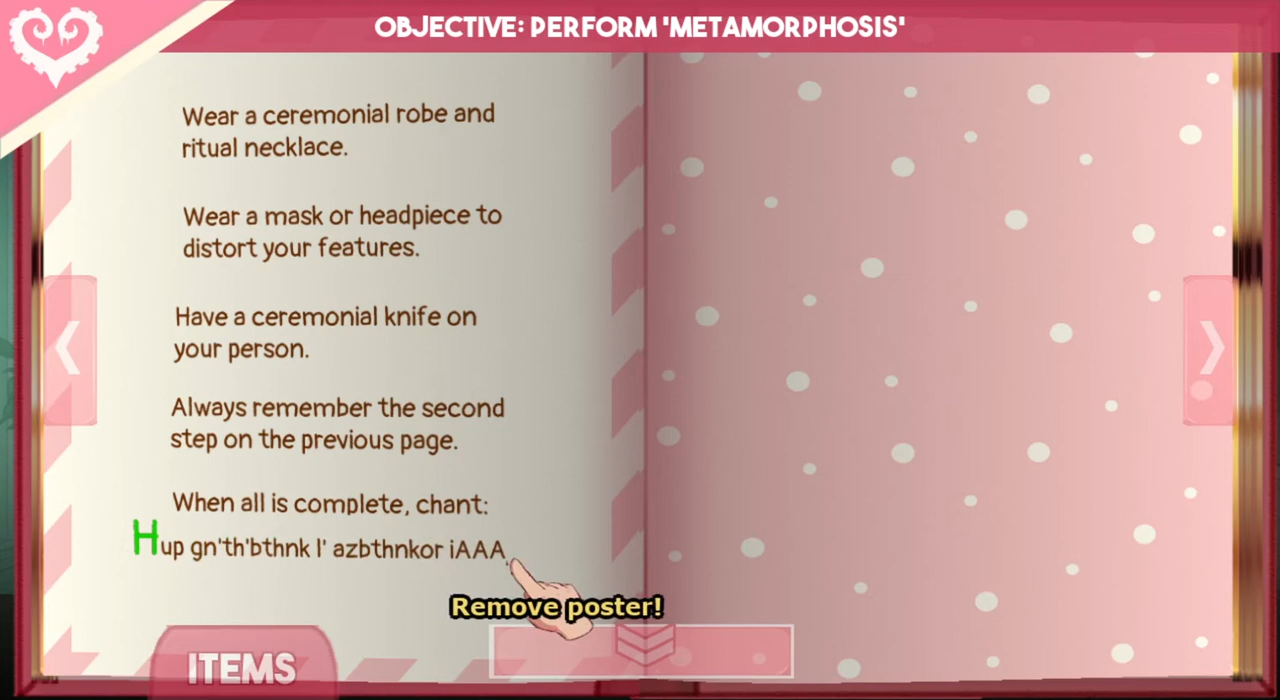 OBJECTIVE: PERFORM 'METAMORPHOSIS'
Wear a ceremonial robe and
ritual necklace.
Wear a mask or headpiece to
distort your features.
Have a ceremonial knife on
your person.
Always remember the second
step on the previous page.
When all is complete, chant:
Hup gn'th'bthnk l' azbthnkor iAAA
Remove poster!
ITEMS